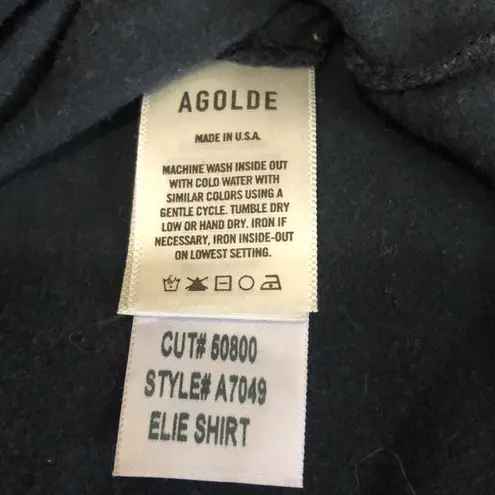 AGOLDE
MADE IN U.S.A.
MACHINE WASH INSIDE OUT
WITH COLD WATER WITH
SIMILAR COLORS USING A
GENTLE CYCLE. TUMBLE DRY
LOW OR HAND DRY. IRON IF
NECESSARY, IRON INSIDE-OUT
ON LOWEST SETTING.
CUT# 50800
STYLE# A7049
ELIE SHIRT